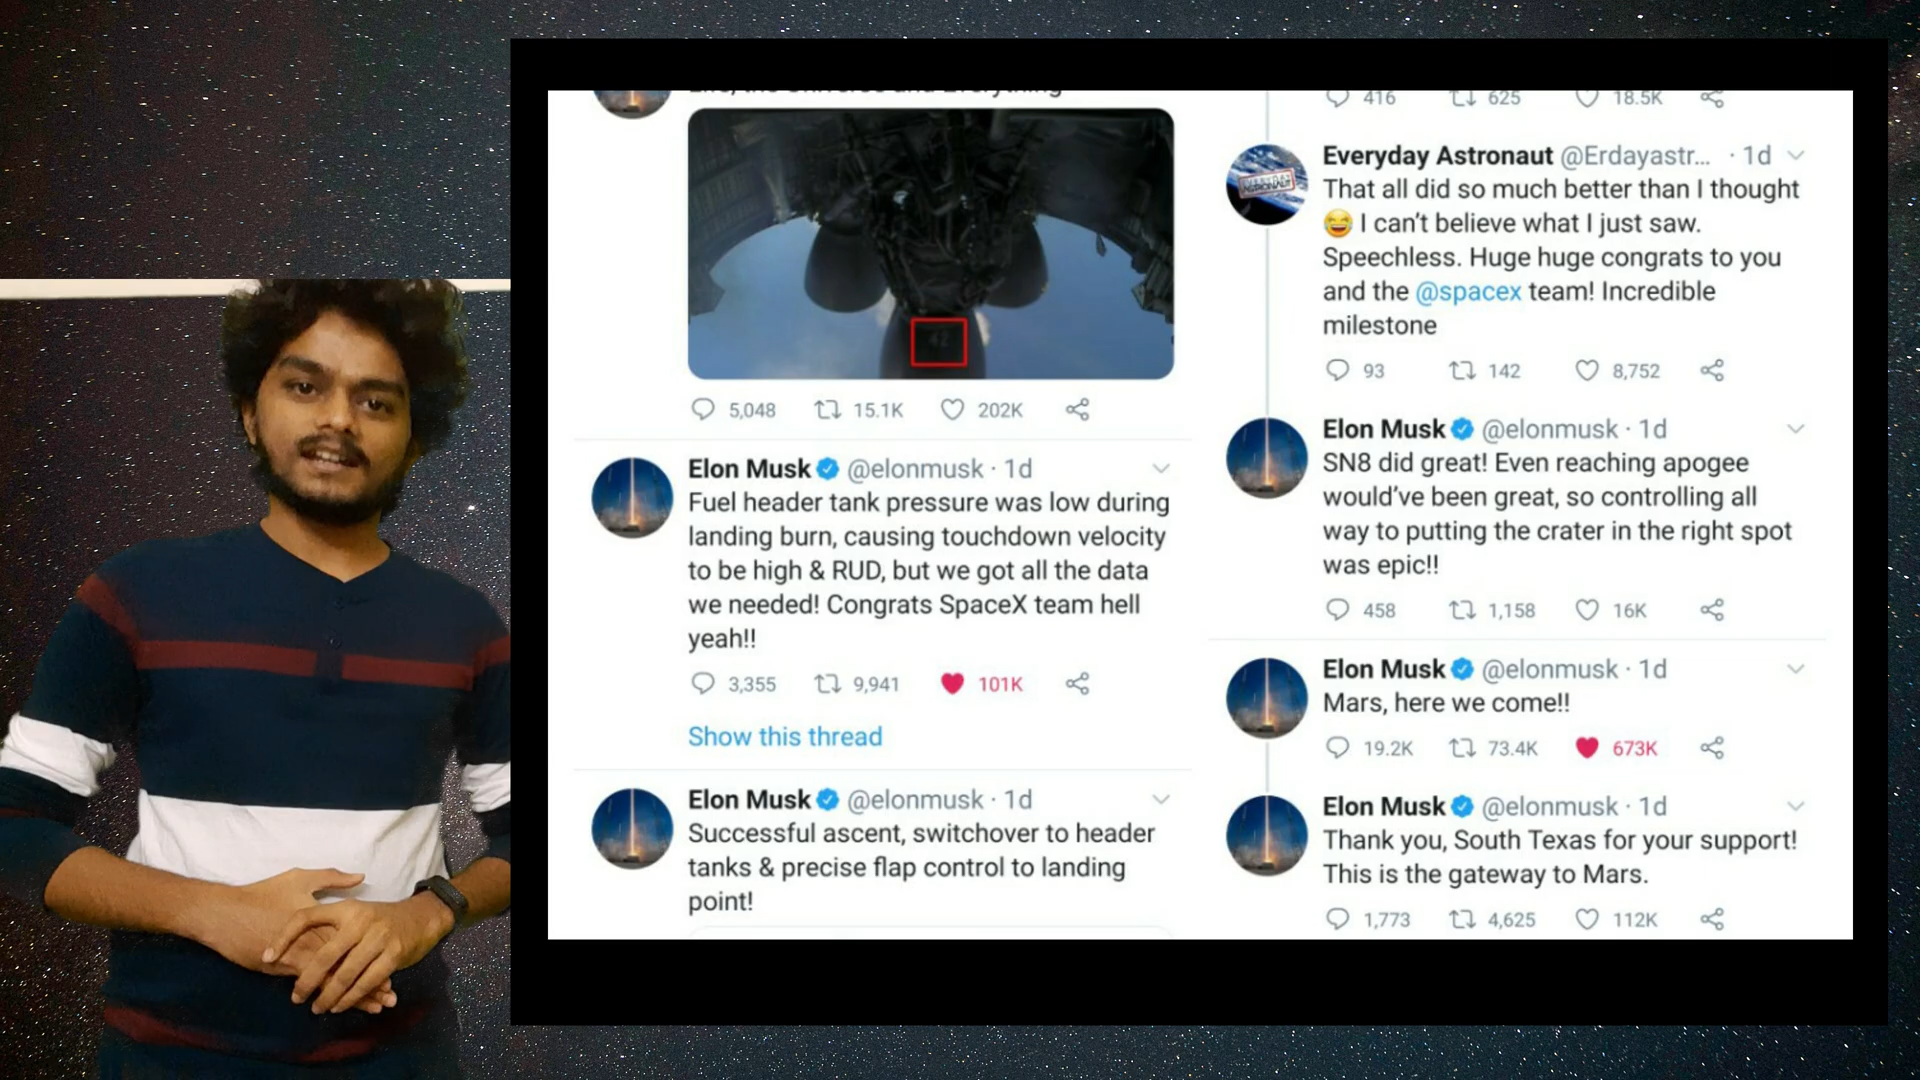 Life, the Universe and Everything
42
5,048 15.1K 202K
Elon Musk @elonmusk · 1d
Fuel header tank pressure was low during
landing burn, causing touchdown velocity
to be high & RUD, but we got all the data
we needed! Congrats SpaceX team hell
yeah!!
3,355 9,941 101K
Show this thread
Elon Musk @elonmusk · 1d
Successful ascent, switchover to header
tanks & precise flap control to landing
point!
416 625 18.5K
Everyday Astronaut @Erdayastr... · 1d
That all did so much better than I thought
😂 I can’t believe what I just saw.
Speechless. Huge huge congrats to you
and the @spacex team! Incredible
milestone
93 142 8,752
Elon Musk @elonmusk · 1d
SN8 did great! Even reaching apogee
would’ve been great, so controlling all
way to putting the crater in the right spot
was epic!!
458 1,158 16K
Elon Musk @elonmusk · 1d
Mars, here we come!!
19.2K 73.4K 673K
Elon Musk @elonmusk · 1d
Thank you, South Texas for your support!
This is the gateway to Mars.
1,773 4,625 112K